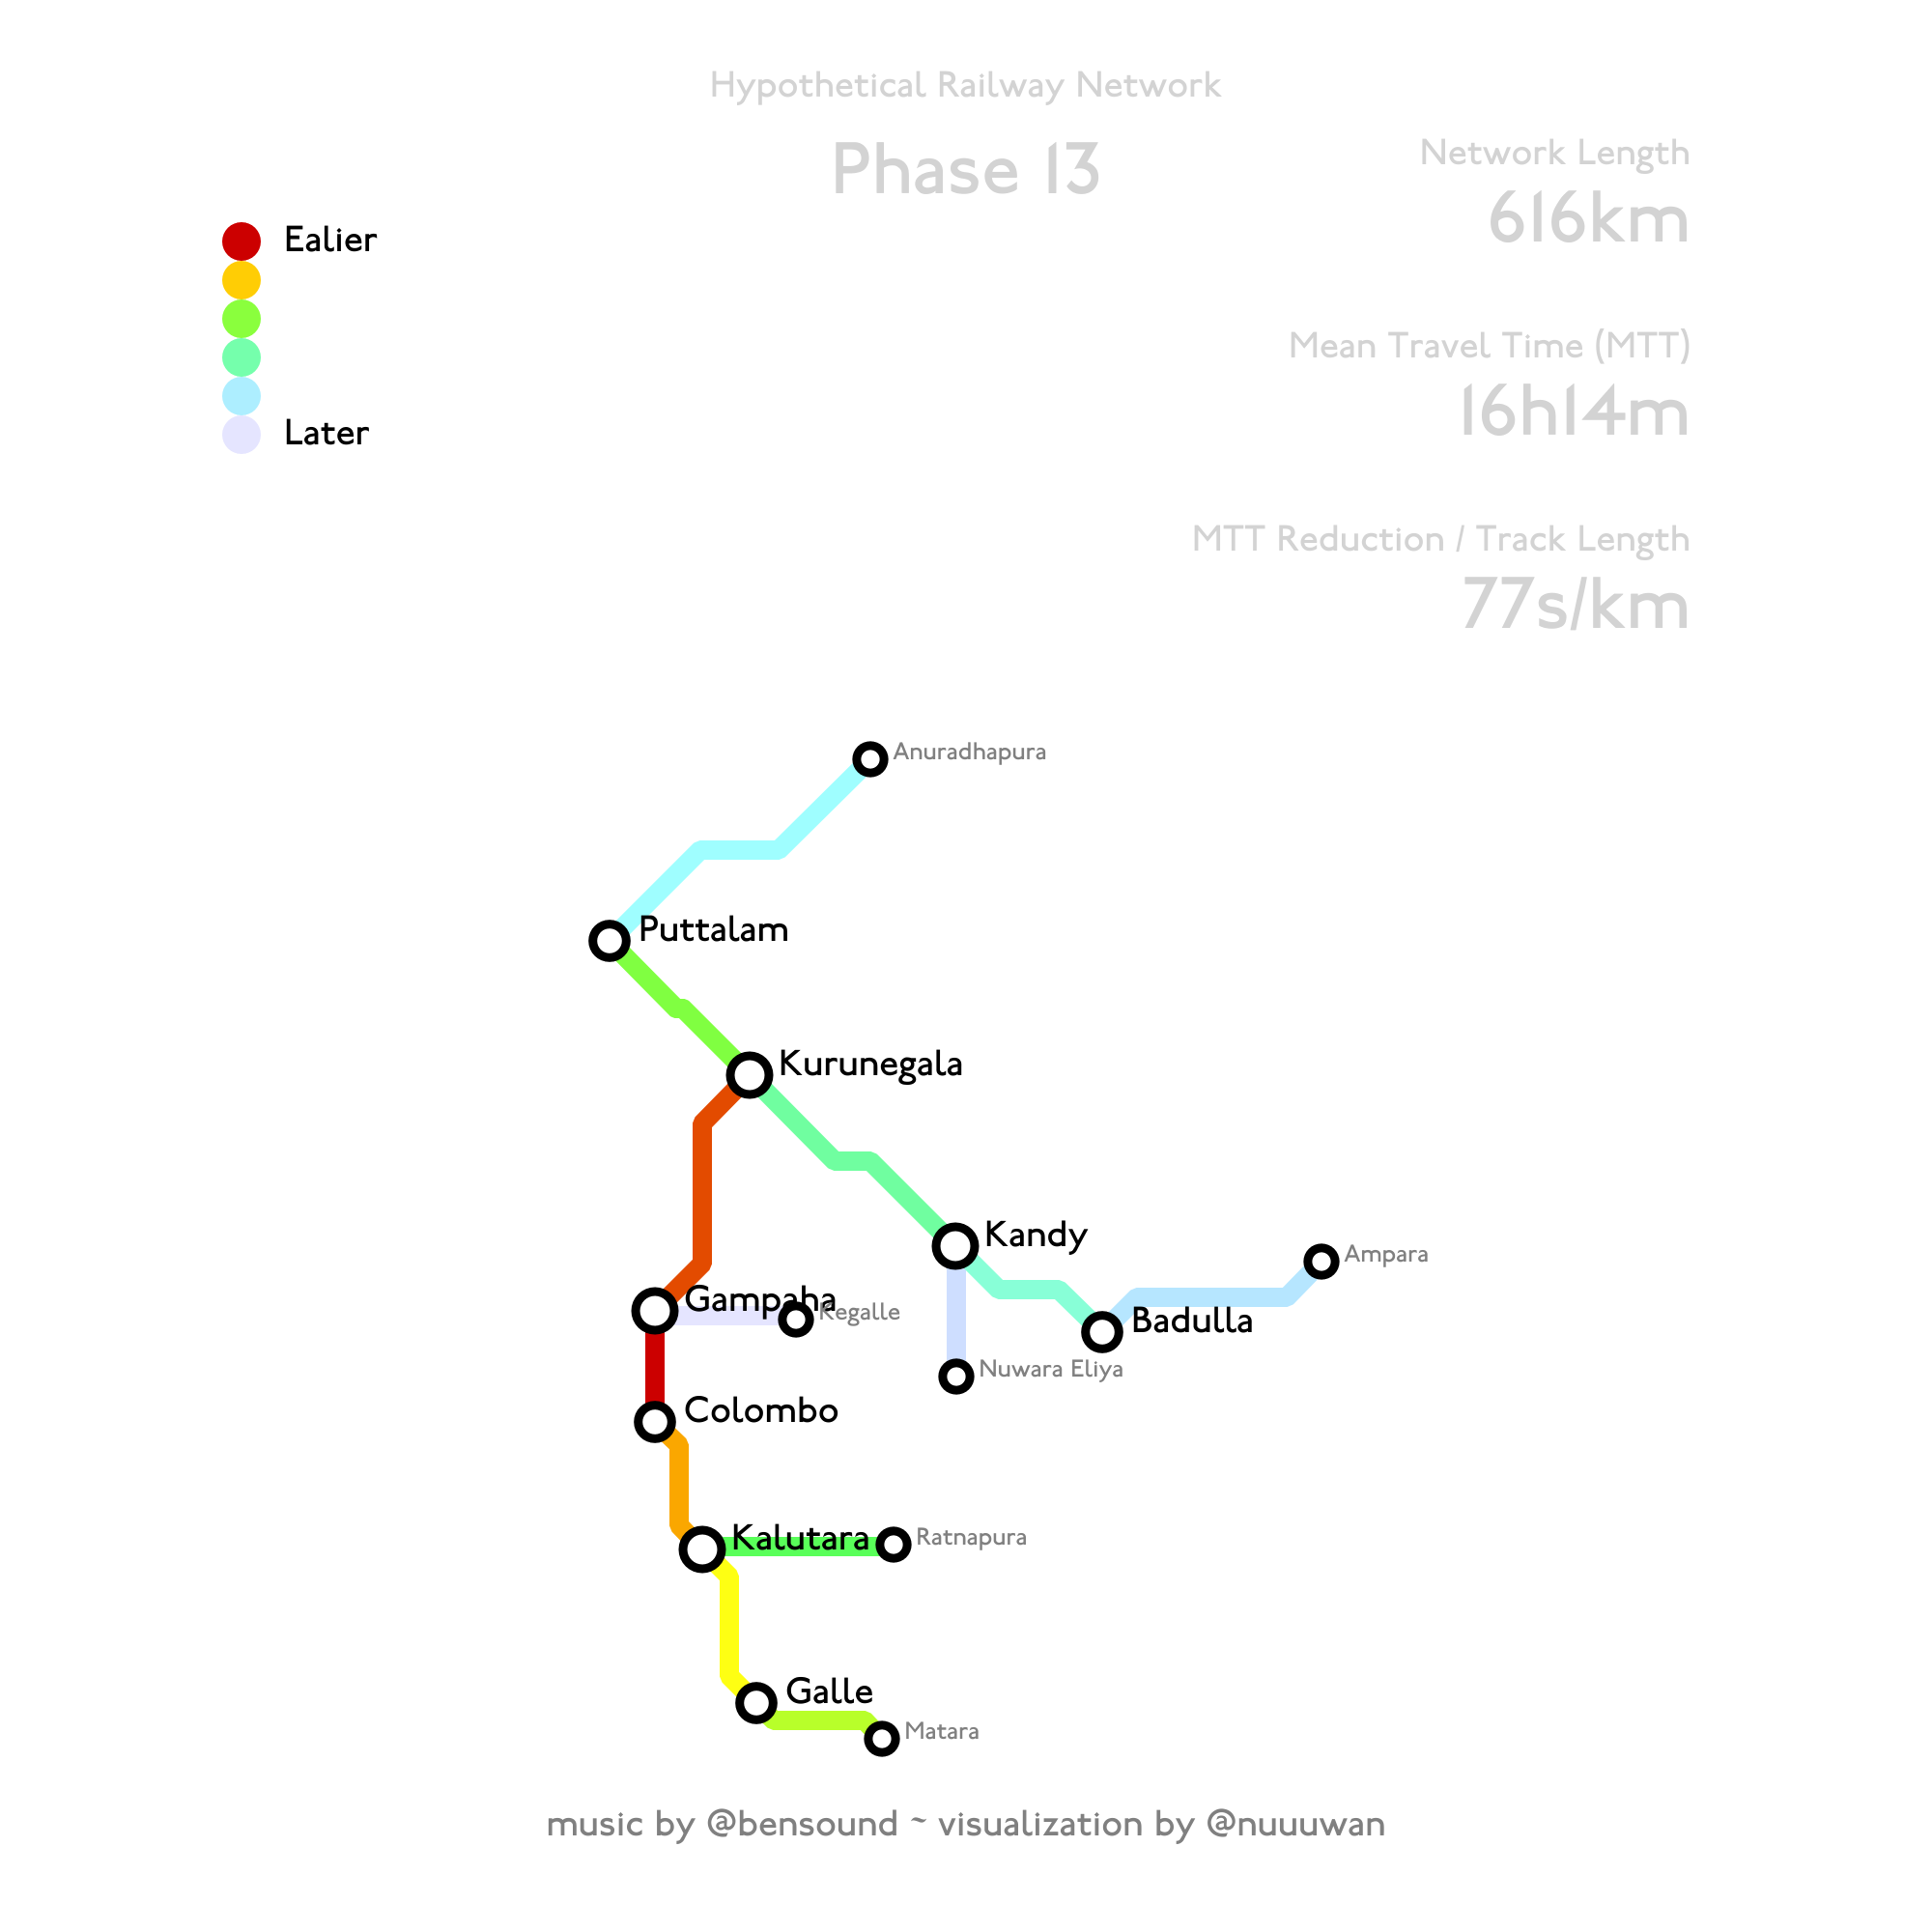 Hypothetical Railway Network
Phase 13
Network Length
616km
Ealier
Mean Travel Time (MTT)
16h14m
Later
MTT Reduction / Track Length
77s/km
Anuradhapura
Puttalam
Kurunegala
Kandy
Ampara
Gampaha
Kegalle
Badulla
Nuwara Eliya
Colombo
Kalutara
Ratnapura
Galle
Matara
music by @bensound ~ visualization by @nuuuwan